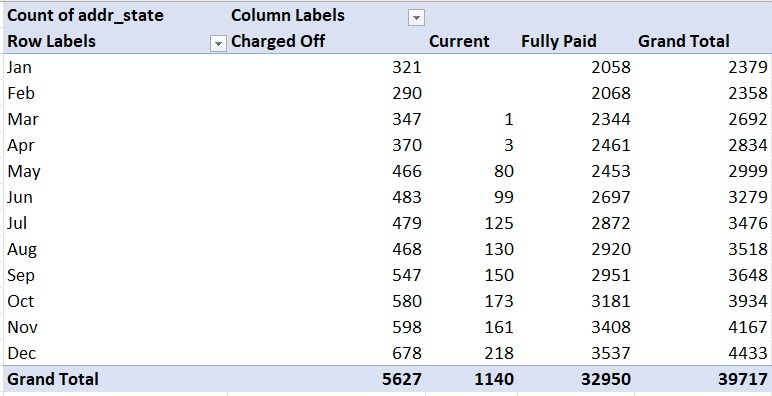 Count of addr_state Column Labels
Row Labels Charged Off Current Fully Paid Grand Total
Jan 321 2058 2379
Feb 290 2068 2358
Mar 347 1 2344 2692
Apr 370 3 2461 2834
May 466 80 2453 2999
Jun 483 99 2697 3279
Jul 479 125 2872 3476
Aug 468 130 2920 3518
Sep 547 150 2951 3648
Oct 580 173 3181 3934
Nov 598 161 3408 4167
Dec 678 218 3537 4433
Grand Total 5627 1140 32950 39717